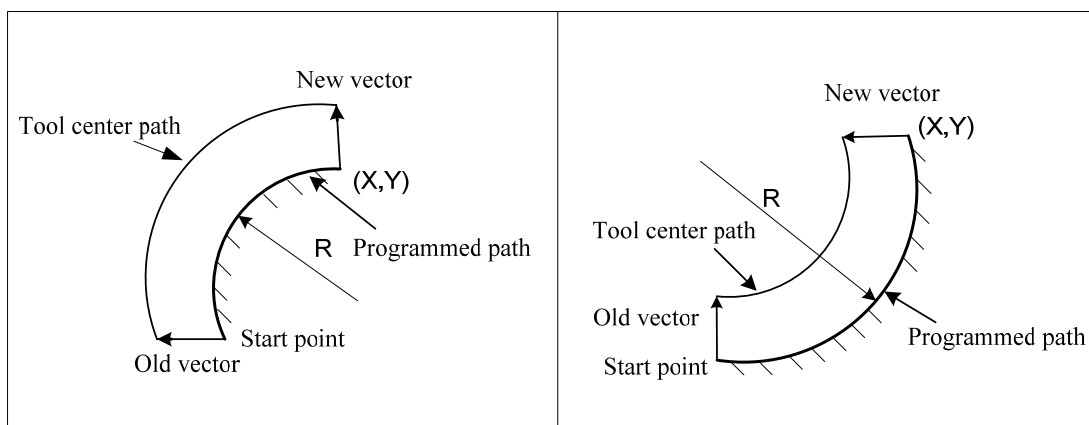 New vector
Tool center path
(X,Y)
R
Programmed path
Start point
Old vector
New vector
(X,Y)
R
Tool center path
Old vector
Programmed path
Start point